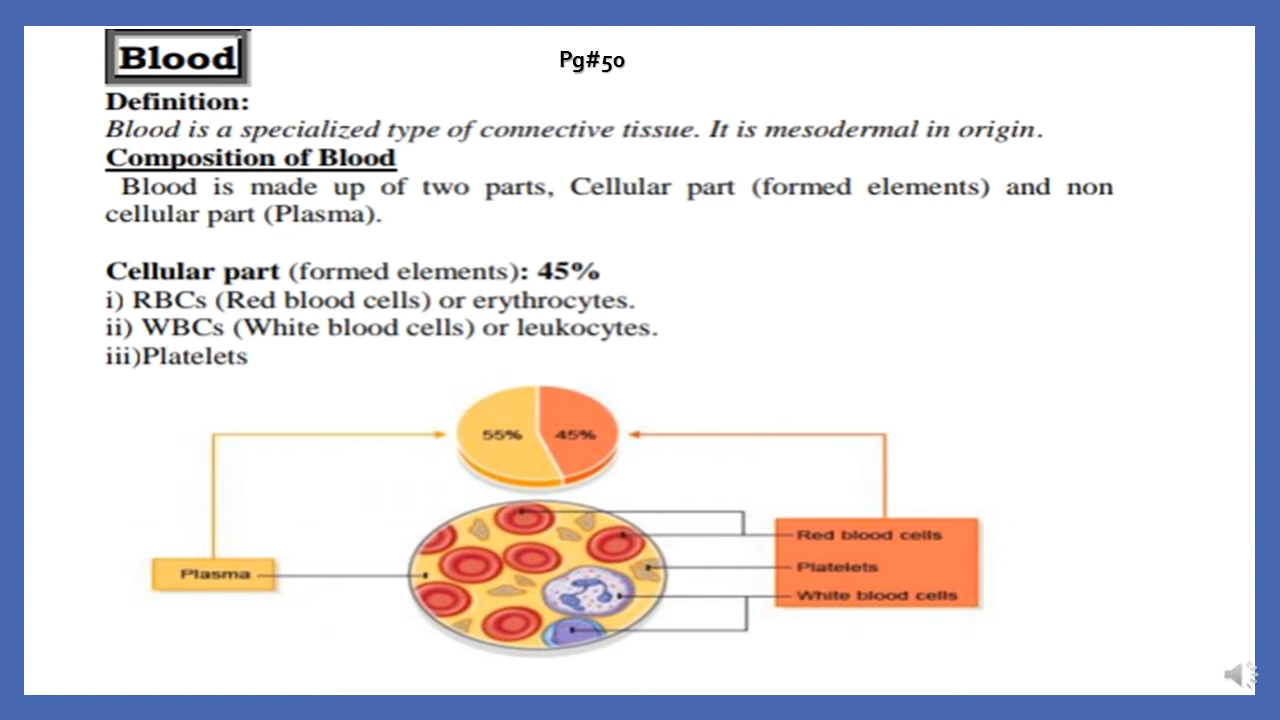 Blood
Pg#50
Definition:
Blood is a specialized type of connective tissue. It is mesodermal in origin.
Composition of Blood
Blood is made up of two parts, Cellular part (formed elements) and non
cellular part (Plasma).
Cellular part (formed elements): 45%
i) RBCs (Red blood cells) or erythrocytes.
ii) WBCs (White blood cells) or leukocytes.
iii)Platelets
55%
45%
Red blood cells
Plasma
Platelets
White blood cells